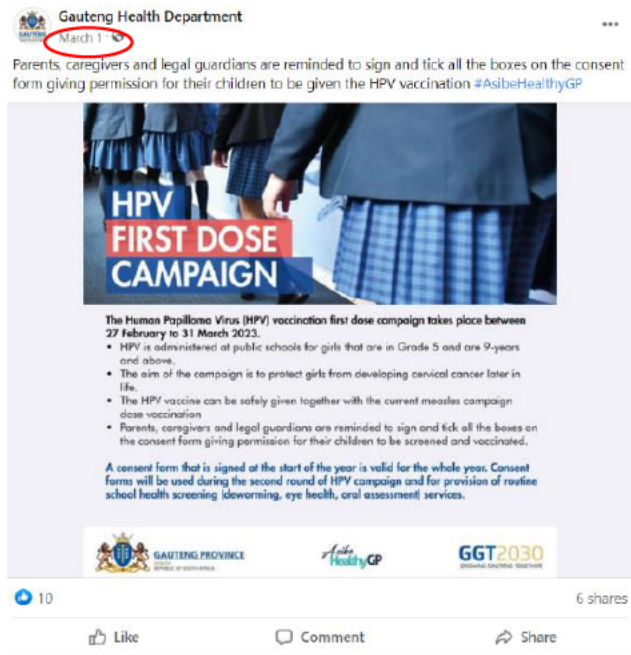 Gauteng Health Department
March 1
Parents, caregivers and legal guardians are reminded to sign and tick all the boxes on the consent
form giving permission for their children to be given the HPV vaccination #AsibeHealthyGP
HPV
FIRST DOSE
CAMPAIGN
The Human Papilloma Virus (HPV) vaccination first dose campaign takes place between
27 February to 31 March 2023.
• HPV is administered at public schools for girls that are in Grade 5 and are 9-years
and above.
• The aim of the campaign is to protect girls from developing cervical cancer later in
life.
• The HPV vaccine can be safely given together with the current measles campaign
dose vaccination
• Parents, caregivers and legal guardians are reminded to sign and tick all the boxes on
the consent form giving permission for their children to be screened and vaccinated.
A consent form that is signed at the start of the year is valid for the whole year. Consent
forms will be used during the second round of HPV campaign and for provision of routine
school health screening (deworming, eye health, oral assessment) services.
GAUTENG PROVINCE
HEALTH
REPUBLIC OF SOUTH AFRICA
Asibe
HealthyGP
GGT2030
GROWING GAUTENG TOGETHER
10
6 shares
Like
Comment
Share